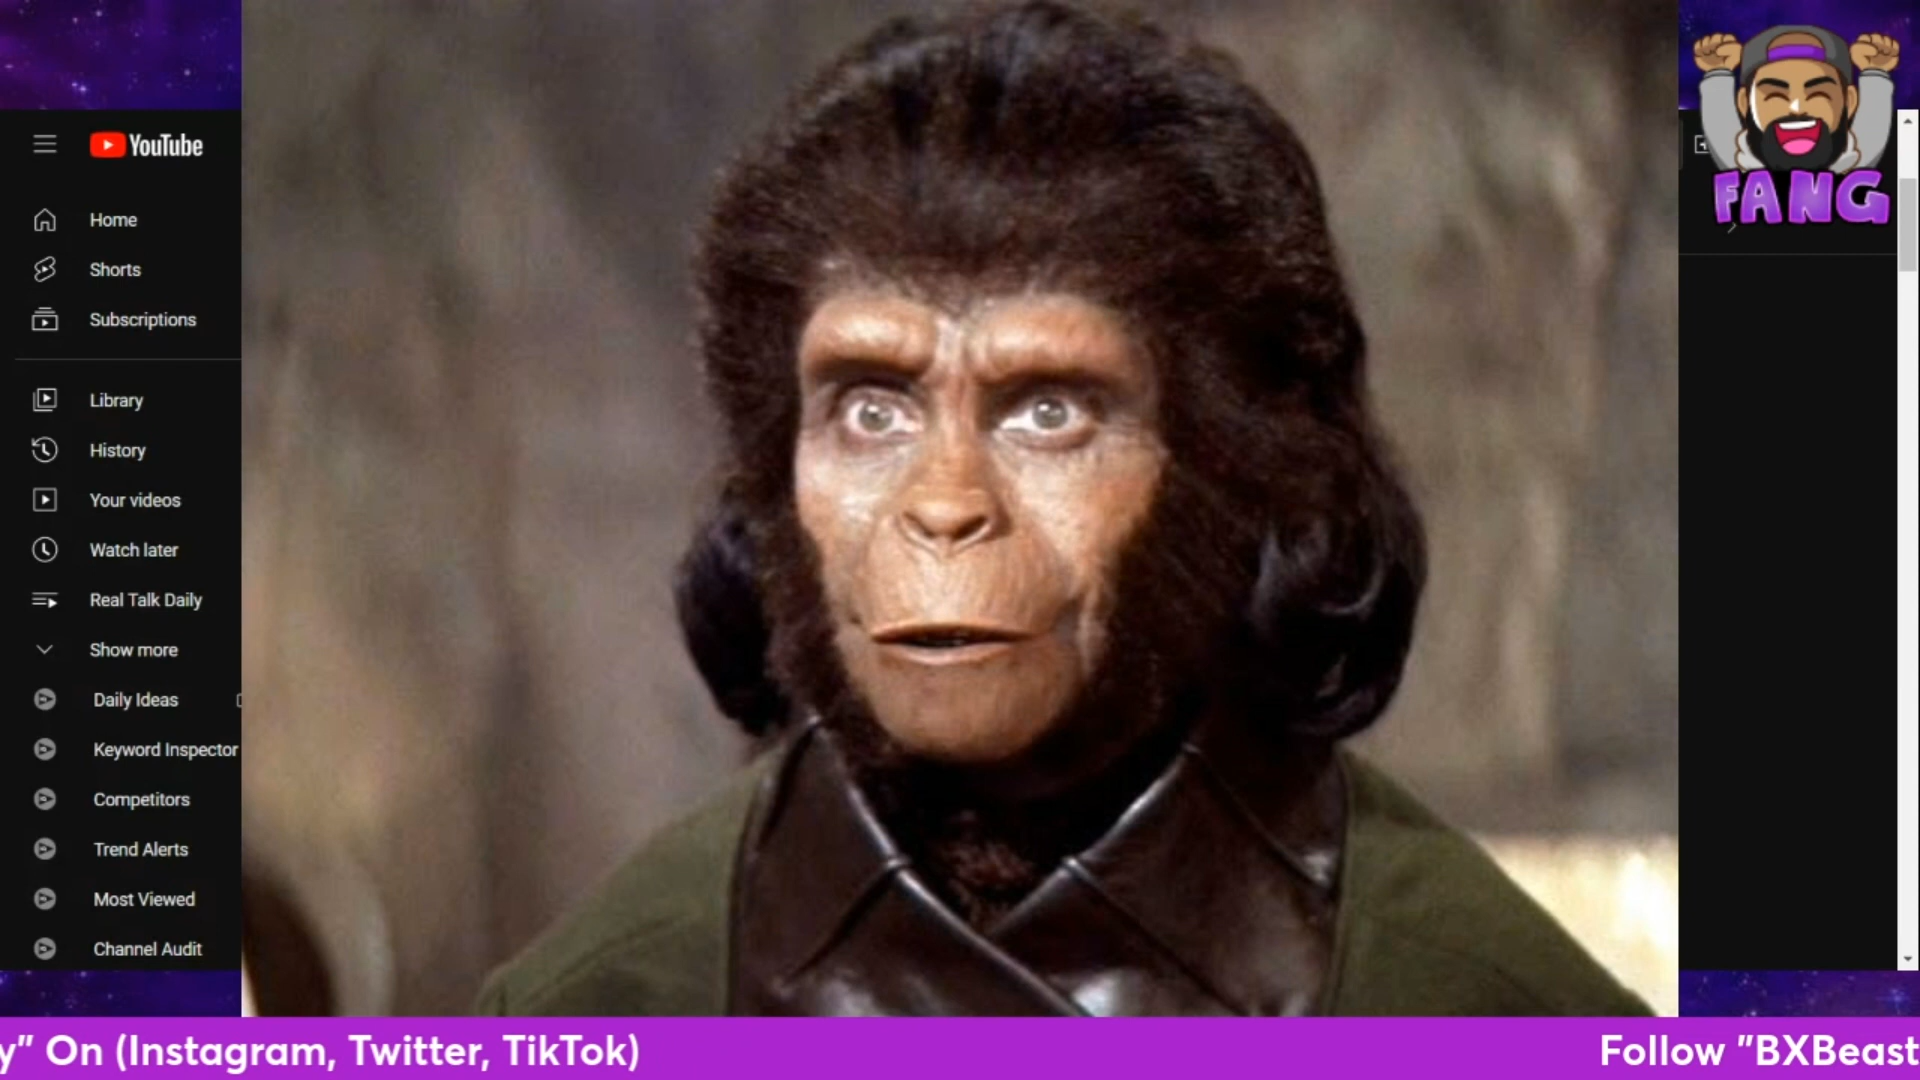 YouTube
Home
Shorts
Subscriptions
Library
History
Your videos
Watch later
Real Talk Daily
Show more
Daily Ideas
Keyword Inspector
Competitors
Trend Alerts
Most Viewed
Channel Audit
FANG
y" On (Instagram, Twitter, TikTok)
Follow "BXBeast